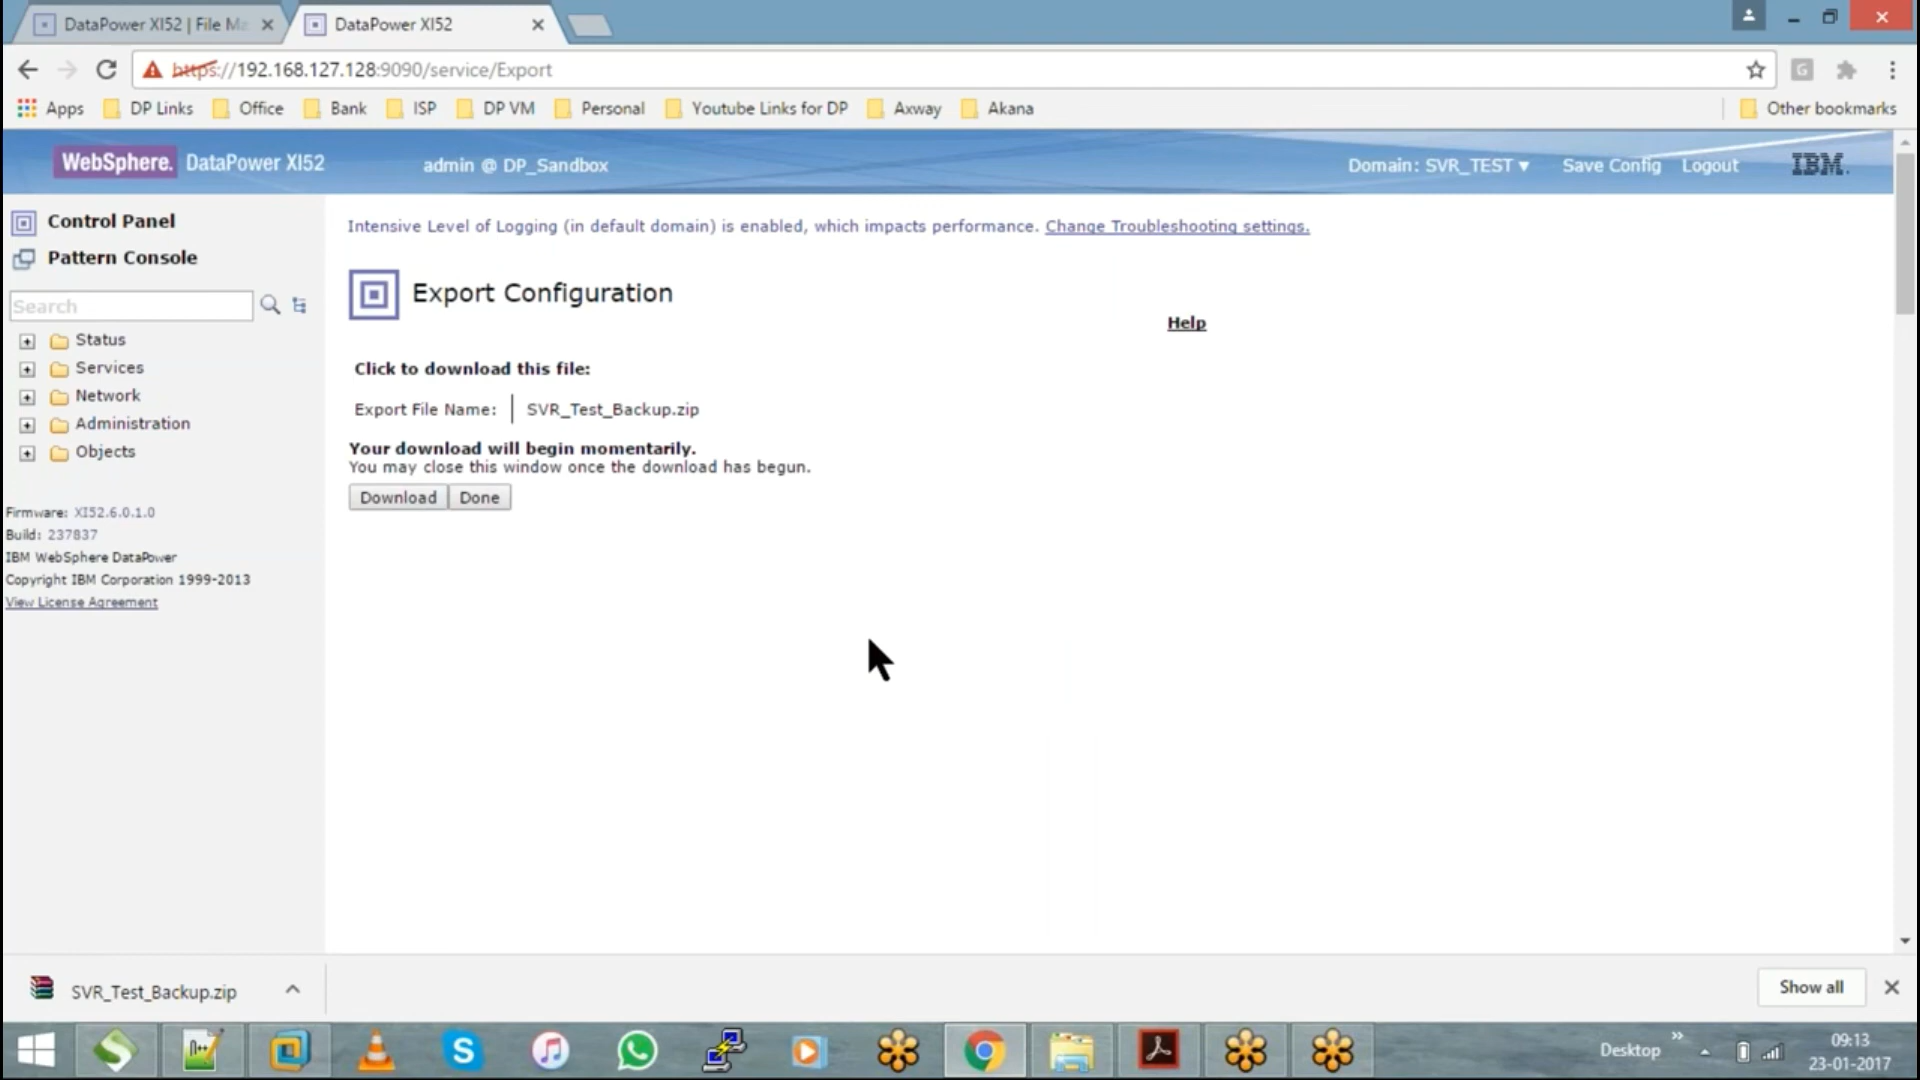 DataPower XI52 | File Ma
DataPower XI52
https://192.168.127.128:9090/service/Export
Apps DP Links Office Bank ISP DP VM Personal Youtube Links for DP Axway Akana Other bookmarks
WebSphere. DataPower XI52 admin @ DP_Sandbox Domain: SVR_TEST Save Config Logout IBM.
Control Panel
Pattern Console
Search
Status
Services
Network
Administration
Objects
Firmware: XI52.6.0.1.0
Build: 237837
IBM WebSphere DataPower
Copyright IBM Corporation 1999-2013
View License Agreement
Intensive Level of Logging (in default domain) is enabled, which impacts performance. Change Troubleshooting settings.
Export Configuration
Help
Click to download this file:
Export File Name: SVR_Test_Backup.zip
Your download will begin momentarily.
You may close this window once the download has begun.
Download Done
SVR_Test_Backup.zip
Show all
Desktop
09:13
23-01-2017